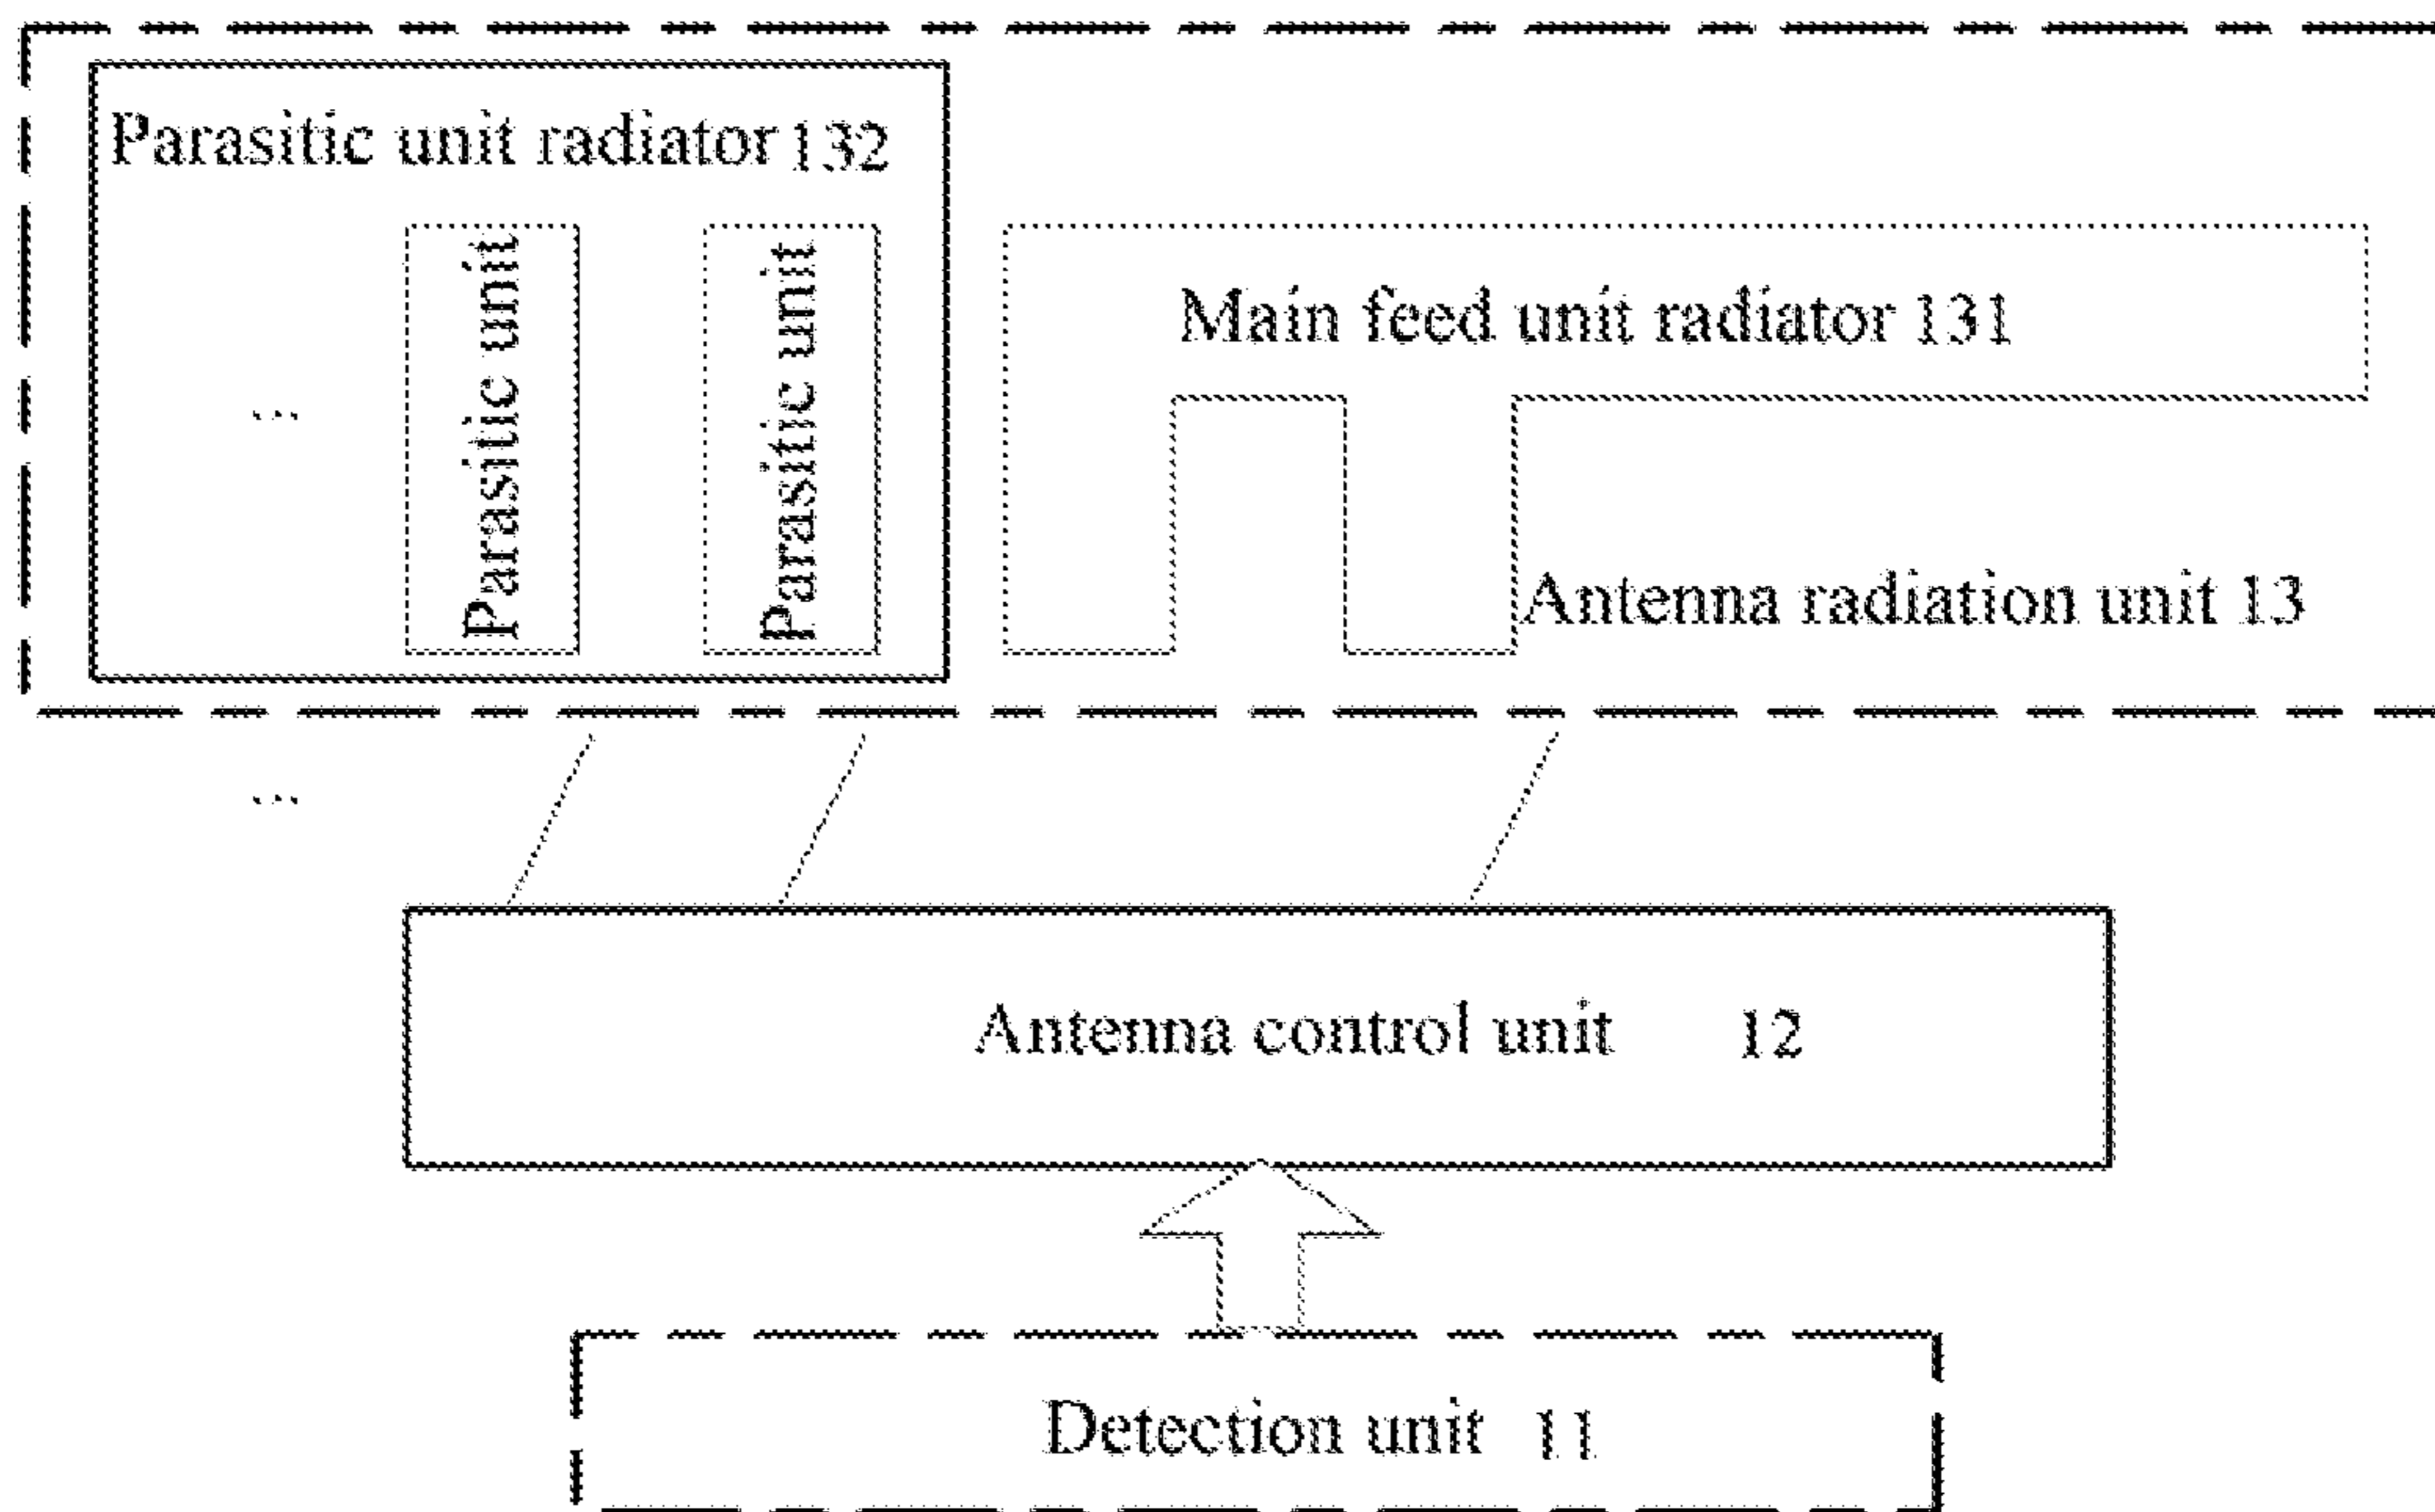 Parasitic unit radiator 132
Parasitic unit
Parasitic unit
Main feed unit radiator 131
...
Antenna radiation unit 13
...
Antenna control unit 12
Detection unit 11